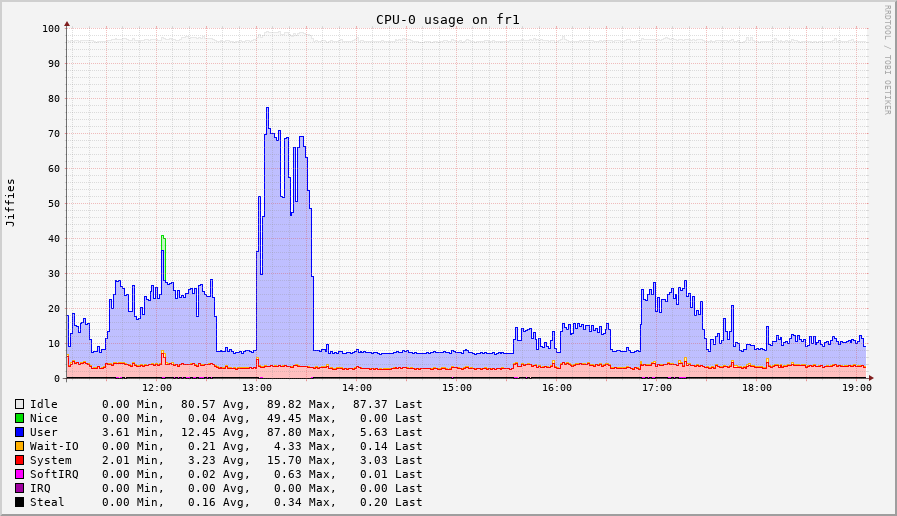 CPU-0 usage on fr1
RRDTOOL / TOBI OETIKER
Jiffies
100
90
80
70
60
50
40
30
20
10
0
12:00 13:00 14:00 15:00 16:00 17:00 18:00 19:00
Idle 0.00 Min, 80.57 Avg, 89.82 Max, 87.37 Last
Nice 0.00 Min, 0.04 Avg, 49.45 Max, 0.00 Last
User 3.61 Min, 12.45 Avg, 87.80 Max, 5.63 Last
Wait-IO 0.00 Min, 0.21 Avg, 4.33 Max, 0.14 Last
System 2.01 Min, 3.23 Avg, 15.70 Max, 3.03 Last
SoftIRQ 0.00 Min, 0.02 Avg, 0.63 Max, 0.01 Last
IRQ 0.00 Min, 0.00 Avg, 0.00 Max, 0.00 Last
Steal 0.00 Min, 0.16 Avg, 0.34 Max, 0.20 Last